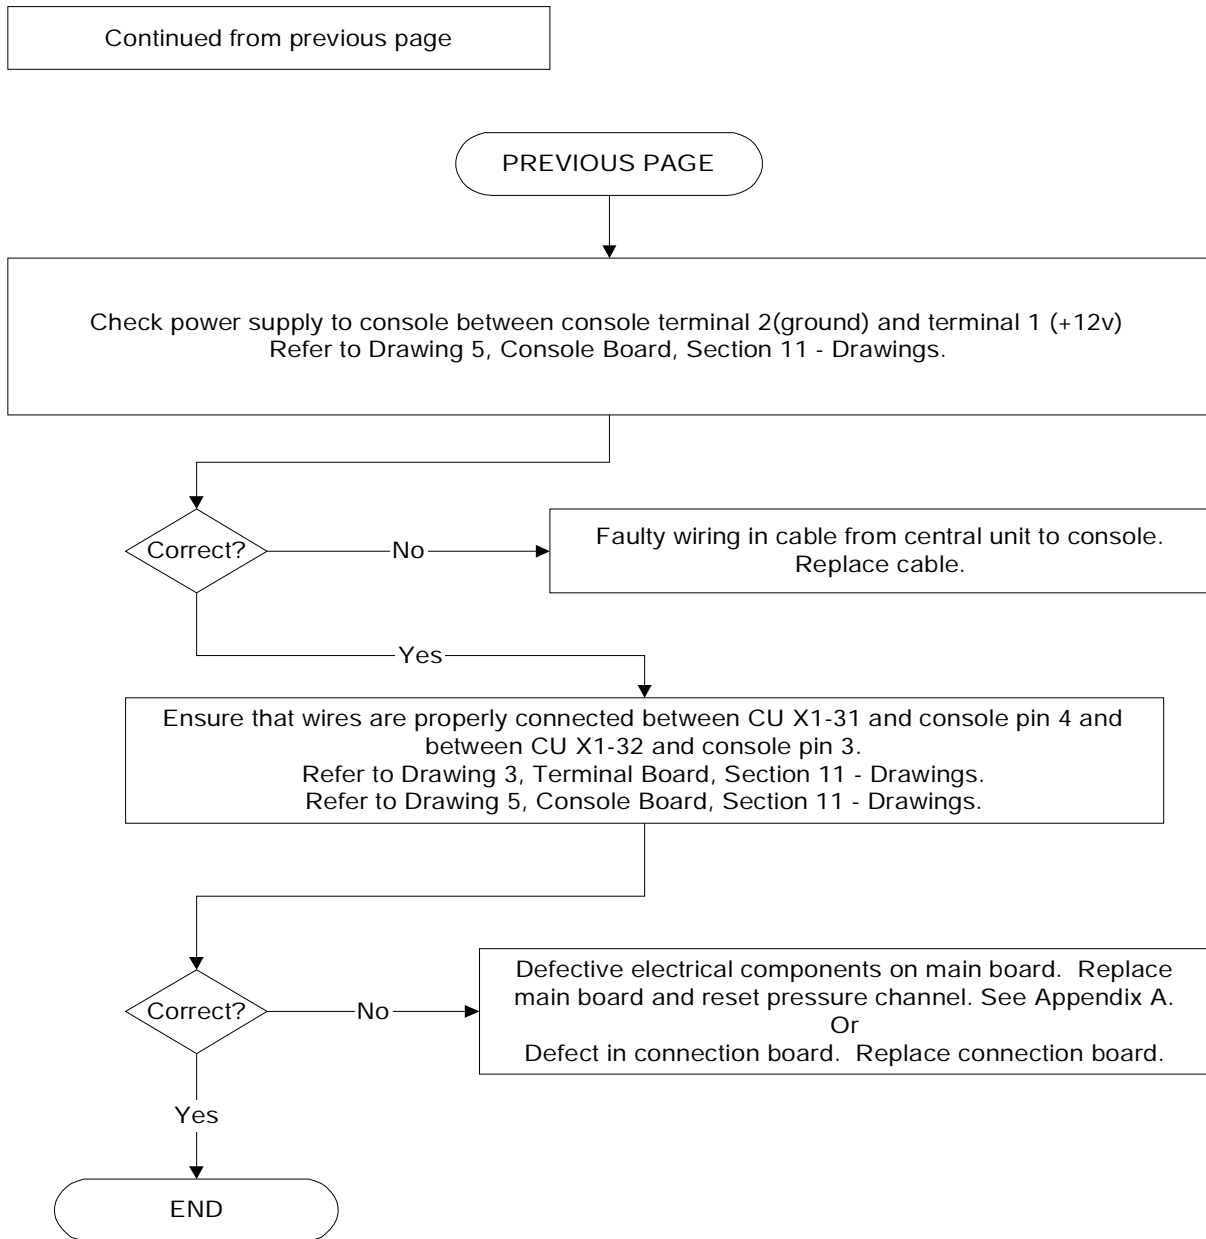 Continued from previous page
PREVIOUS PAGE
Check power supply to console between console terminal 2(ground) and terminal 1 (+12v)
Refer to Drawing 5, Console Board, Section 11 - Drawings.
Correct?
No
Faulty wiring in cable from central unit to console.
Replace cable.
Yes
Ensure that wires are properly connected between CU X1-31 and console pin 4 and
between CU X1-32 and console pin 3.
Refer to Drawing 3, Terminal Board, Section 11 - Drawings.
Refer to Drawing 5, Console Board, Section 11 - Drawings.
Correct?
No
Defective electrical components on main board.  Replace
main board and reset pressure channel. See Appendix A.
Or
Defect in connection board.  Replace connection board.
Yes
END